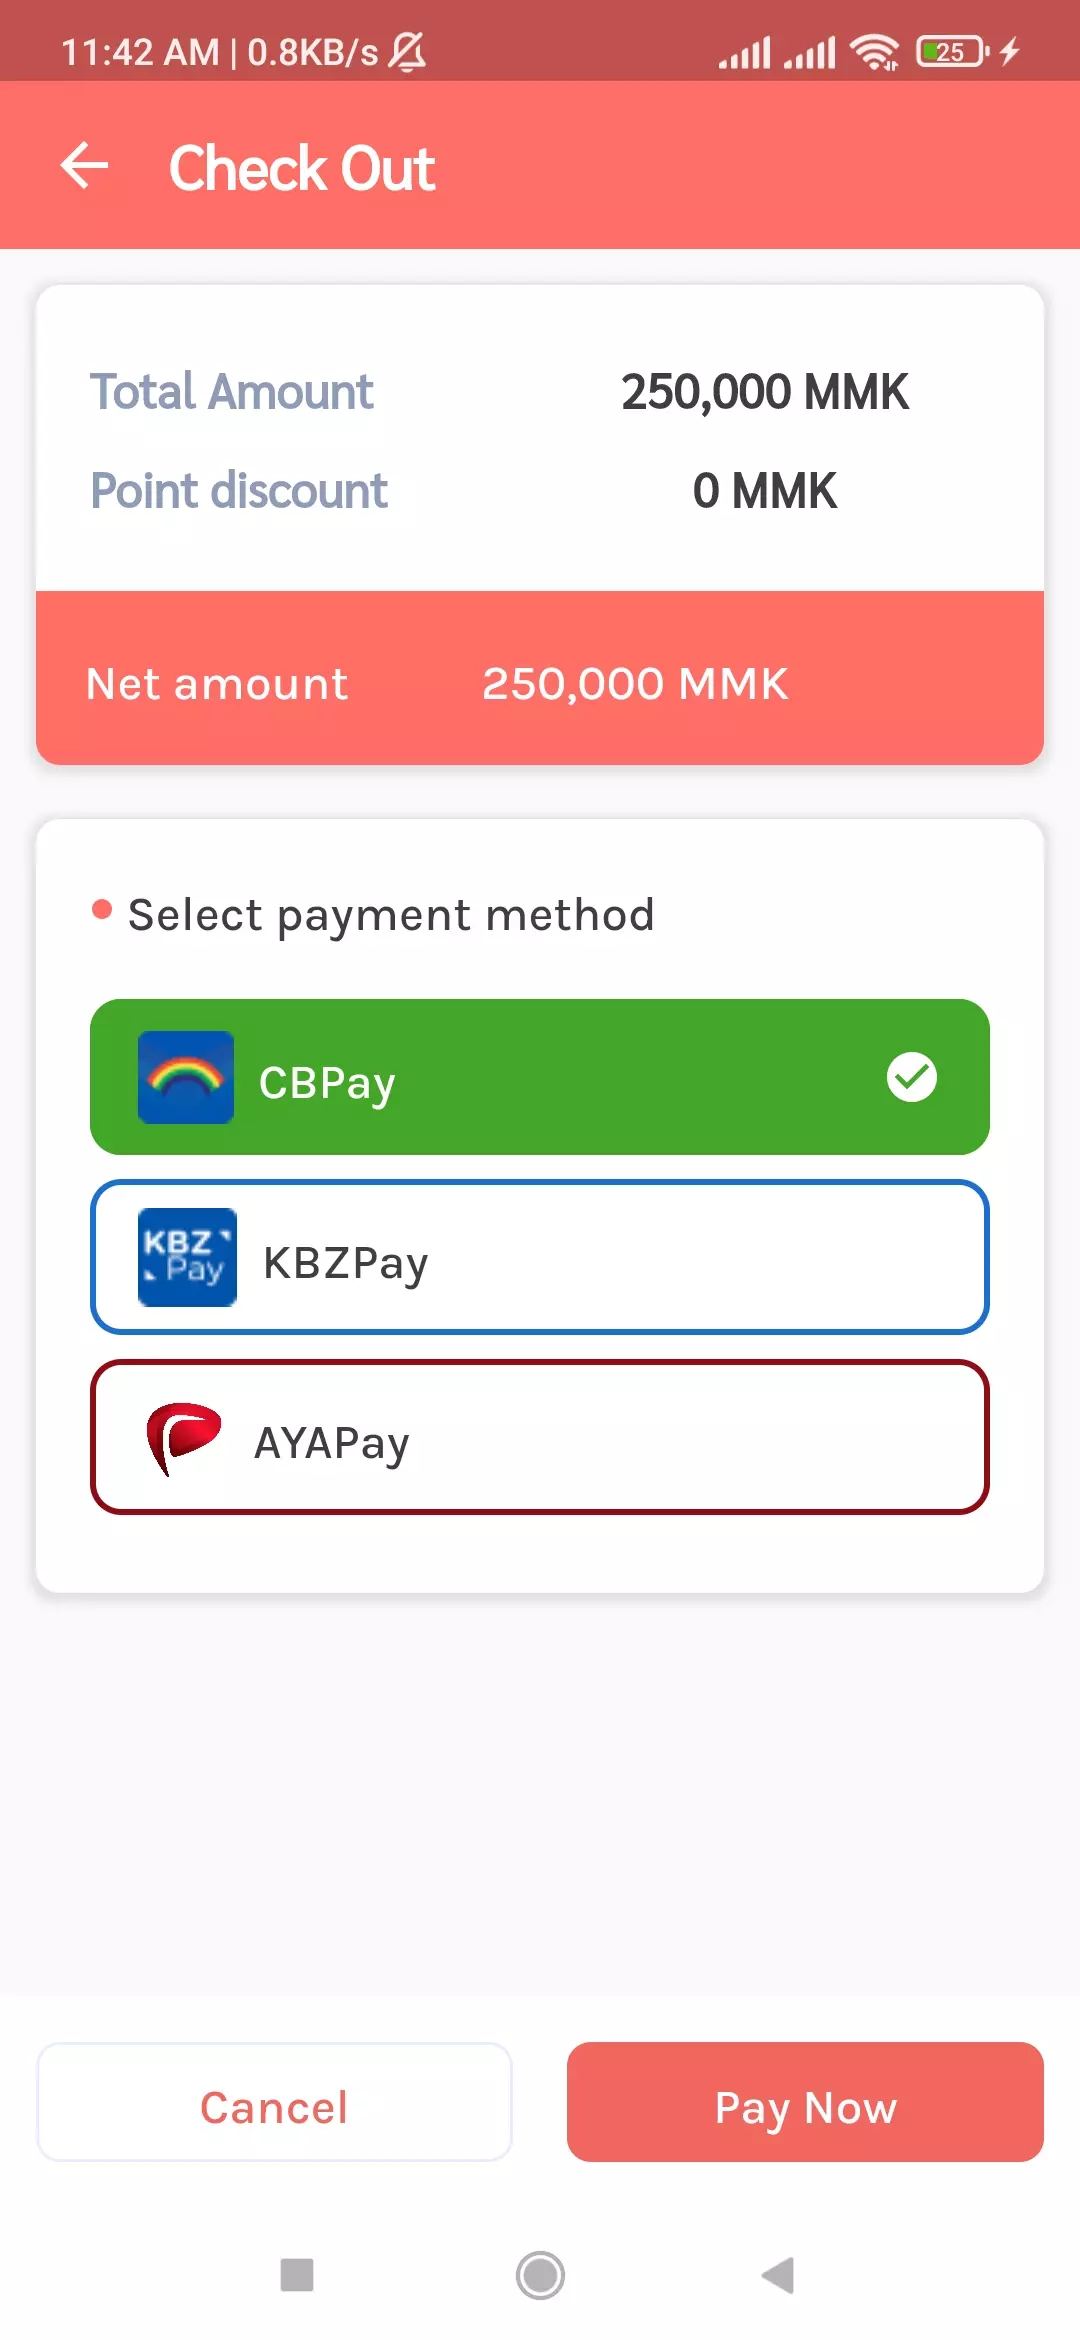 11:42 AM | 0.8KB/s
25
Check Out
Total Amount 250,000 MMK
Point discount 0 MMK
Net amount 250,000 MMK
Select payment method
CBPay
KBZ
Pay
KBZPay
AYAPay
Cancel Pay Now